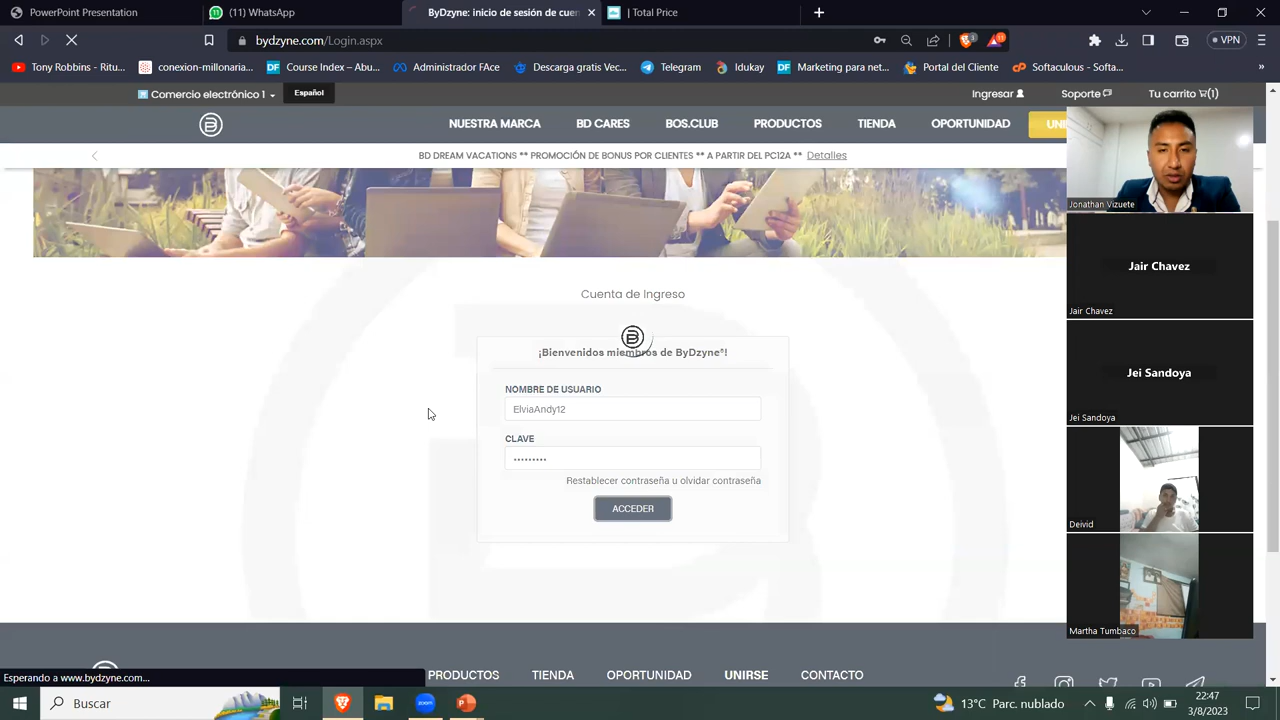 PowerPoint Presentation
(11) WhatsApp
ByDzyne: inicio de sesión de cuen
| Total Price
bydzyne.com/Login.aspx
1
11
VPN
Tony Robbins - Ritu...
conexion-millonaria...
Course Index – Abu...
Administrador FAce
Descarga gratis Vec...
Telegram
Idukay
Marketing para net...
Portal del Cliente
Softaculous - Softa...
»
Comercio electrónico 1
Español
Ingresar
Soporte
Tu carrito (1)
NUESTRA MARCA
BD CARES
BOS.CLUB
PRODUCTOS
TIENDA
OPORTUNIDAD
BD DREAM VACATIONS ** PROMOCIÓN DE BONUS POR CLIENTES ** A PARTIR DEL PC12A ** Detalles
Jonathan Vizuete
Cuenta de Ingreso
Jair Chavez
Jair Chavez
¡Bienvenidos miembros de ByDzyne®!
NOMBRE DE USUARIO
ElviaAndy12
Jei Sandoya
Jei Sandoya
CLAVE
.........
Restablecer contraseña u olvidar contraseña
ACCEDER
Deivid
Martha Tumbaco
PRODUCTOS
TIENDA
OPORTUNIDAD
UNIRSE
CONTACTO
Esperando a www.bydzyne.com...
Buscar
zoom
13°C Parc. nublado
22:47
3/8/2023